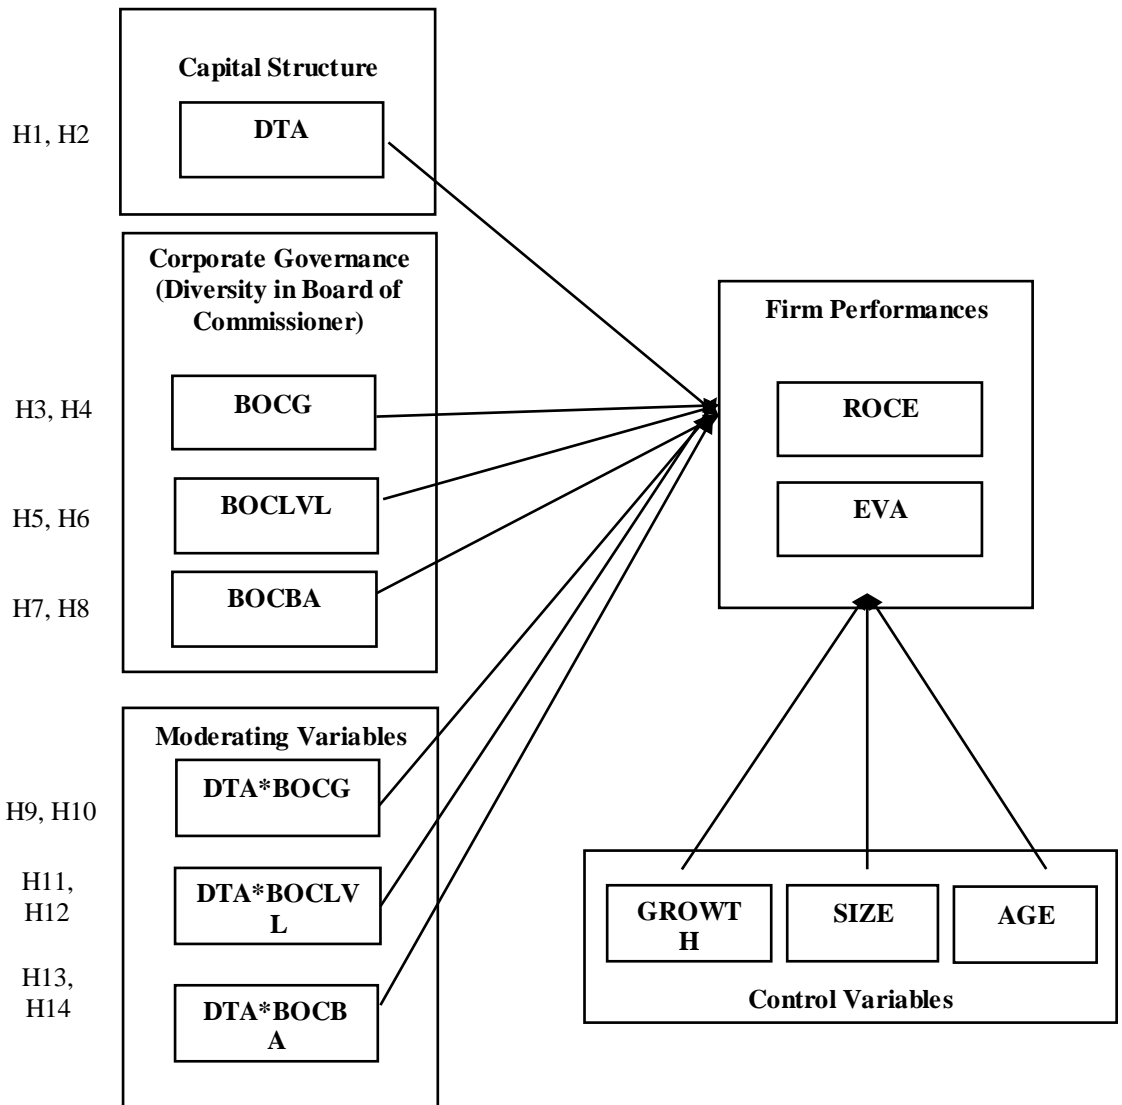 Capital Structure
DTA
H1, H2
Corporate Governance
(Diversity in Board of
Commissioner)
BOCG
H3, H4
BOCLVL
H5, H6
BOCBA
H7, H8
Moderating Variables
DTA*BOCG
H9, H10
DTA*BOCLV
L
H11,
H12
DTA*BOCB
A
H13,
H14
Firm Performances
ROCE
EVA
GROWT
H
SIZE
AGE
Control Variables